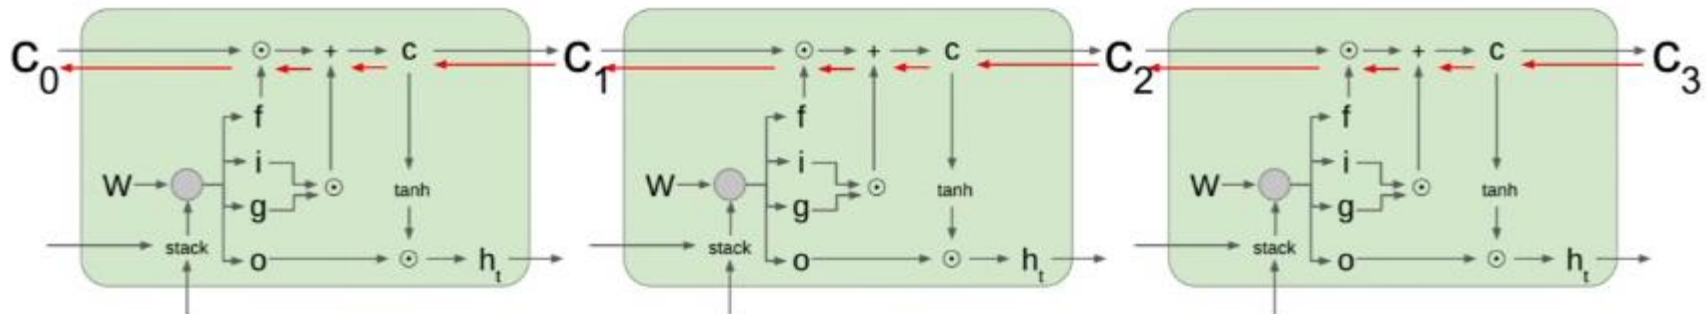 C0 ⊙ + c C1 ⊙ + c C2 ⊙ + c C3
f f f
i i i
W ⊙ tanh W ⊙ tanh W ⊙ tanh
g g g
stack stack stack
o ⊙ ht o ⊙ ht o ⊙ ht